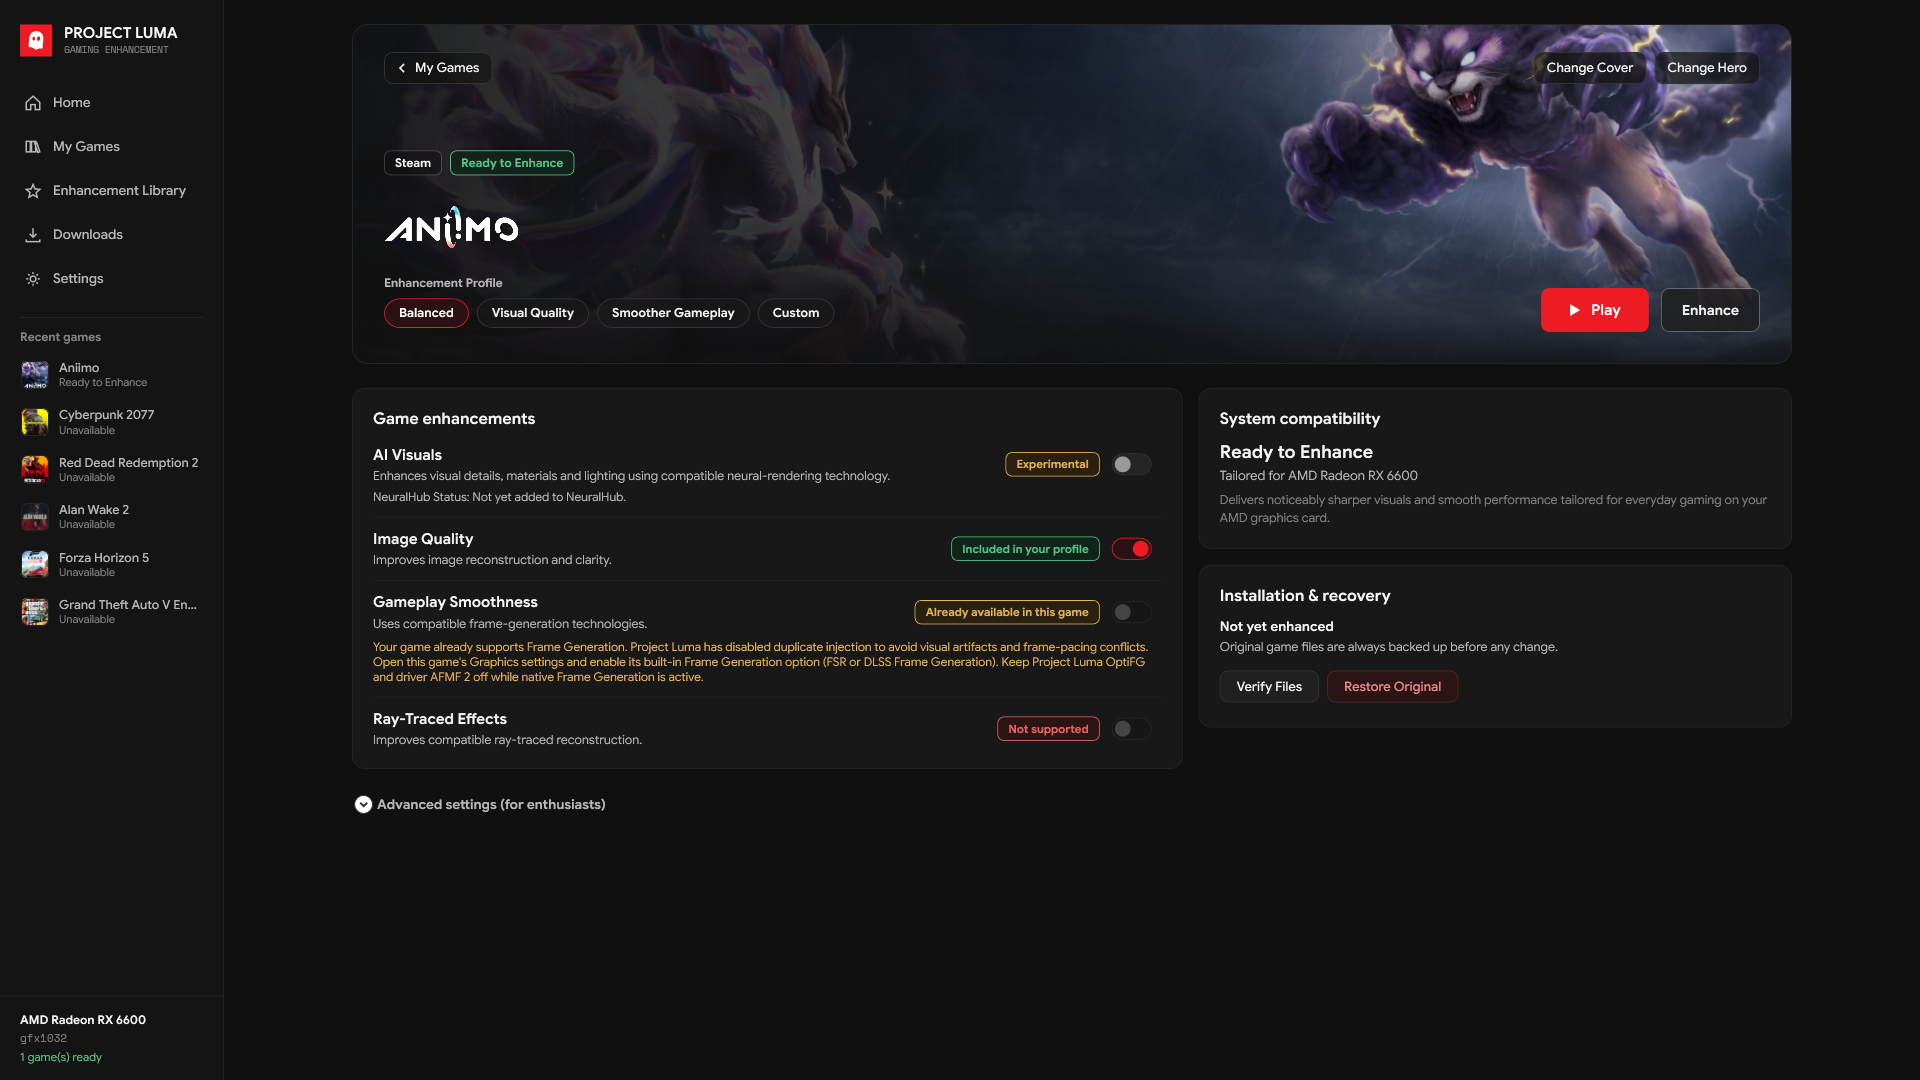 PROJECT LUMA
GAMING ENHANCEMENT
Home
My Games
Enhancement Library
Downloads
Settings
Recent games
Aniimo
Ready to Enhance
Cyberpunk 2077
Unavailable
Red Dead Redemption 2
Unavailable
Alan Wake 2
Unavailable
Forza Horizon 5
Unavailable
Grand Theft Auto V En...
Unavailable
AMD Radeon RX 6600
gfx1032
1 game(s) ready
My Games
Change Cover
Change Hero
Steam
Ready to Enhance
ANIIMO
Enhancement Profile
Balanced
Visual Quality
Smoother Gameplay
Custom
Play
Enhance
Game enhancements
AI Visuals
Enhances visual details, materials and lighting using compatible neural-rendering technology.
NeuralHub Status: Not yet added to NeuralHub.
Experimental
Image Quality
Improves image reconstruction and clarity.
Included in your profile
Gameplay Smoothness
Uses compatible frame-generation technologies.
Already available in this game
Your game already supports Frame Generation. Project Luma has disabled duplicate injection to avoid visual artifacts and frame-pacing conflicts.
Open this game's Graphics settings and enable its built-in Frame Generation option (FSR or DLSS Frame Generation). Keep Project Luma OptiFG
and driver AFMF 2 off while native Frame Generation is active.
Ray-Traced Effects
Improves compatible ray-traced reconstruction.
Not supported
Advanced settings (for enthusiasts)
System compatibility
Ready to Enhance
Tailored for AMD Radeon RX 6600
Delivers noticeably sharper visuals and smooth performance tailored for everyday gaming on your
AMD graphics card.
Installation & recovery
Not yet enhanced
Original game files are always backed up before any change.
Verify Files
Restore Original